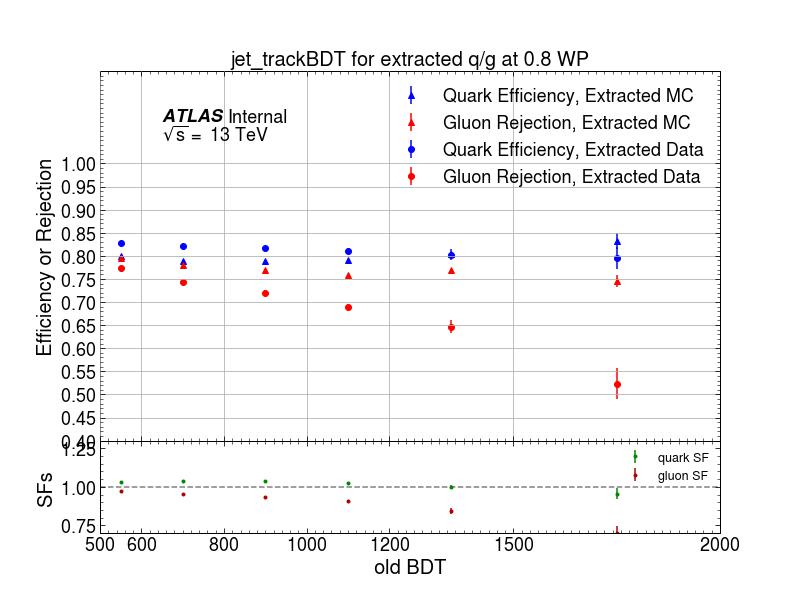 jet_trackBDT for extracted q/g at 0.8 WP
ATLAS Internal
√s = 13 TeV
Quark Efficiency, Extracted MC
Gluon Rejection, Extracted MC
Quark Efficiency, Extracted Data
Gluon Rejection, Extracted Data
Efficiency or Rejection
1.00
0.95
0.90
0.85
0.80
0.75
0.70
0.65
0.60
0.55
0.50
0.45
0.40
SFs
1.25
1.00
0.75
quark SF
gluon SF
500 600 800 1000 1200 1500 2000
old BDT